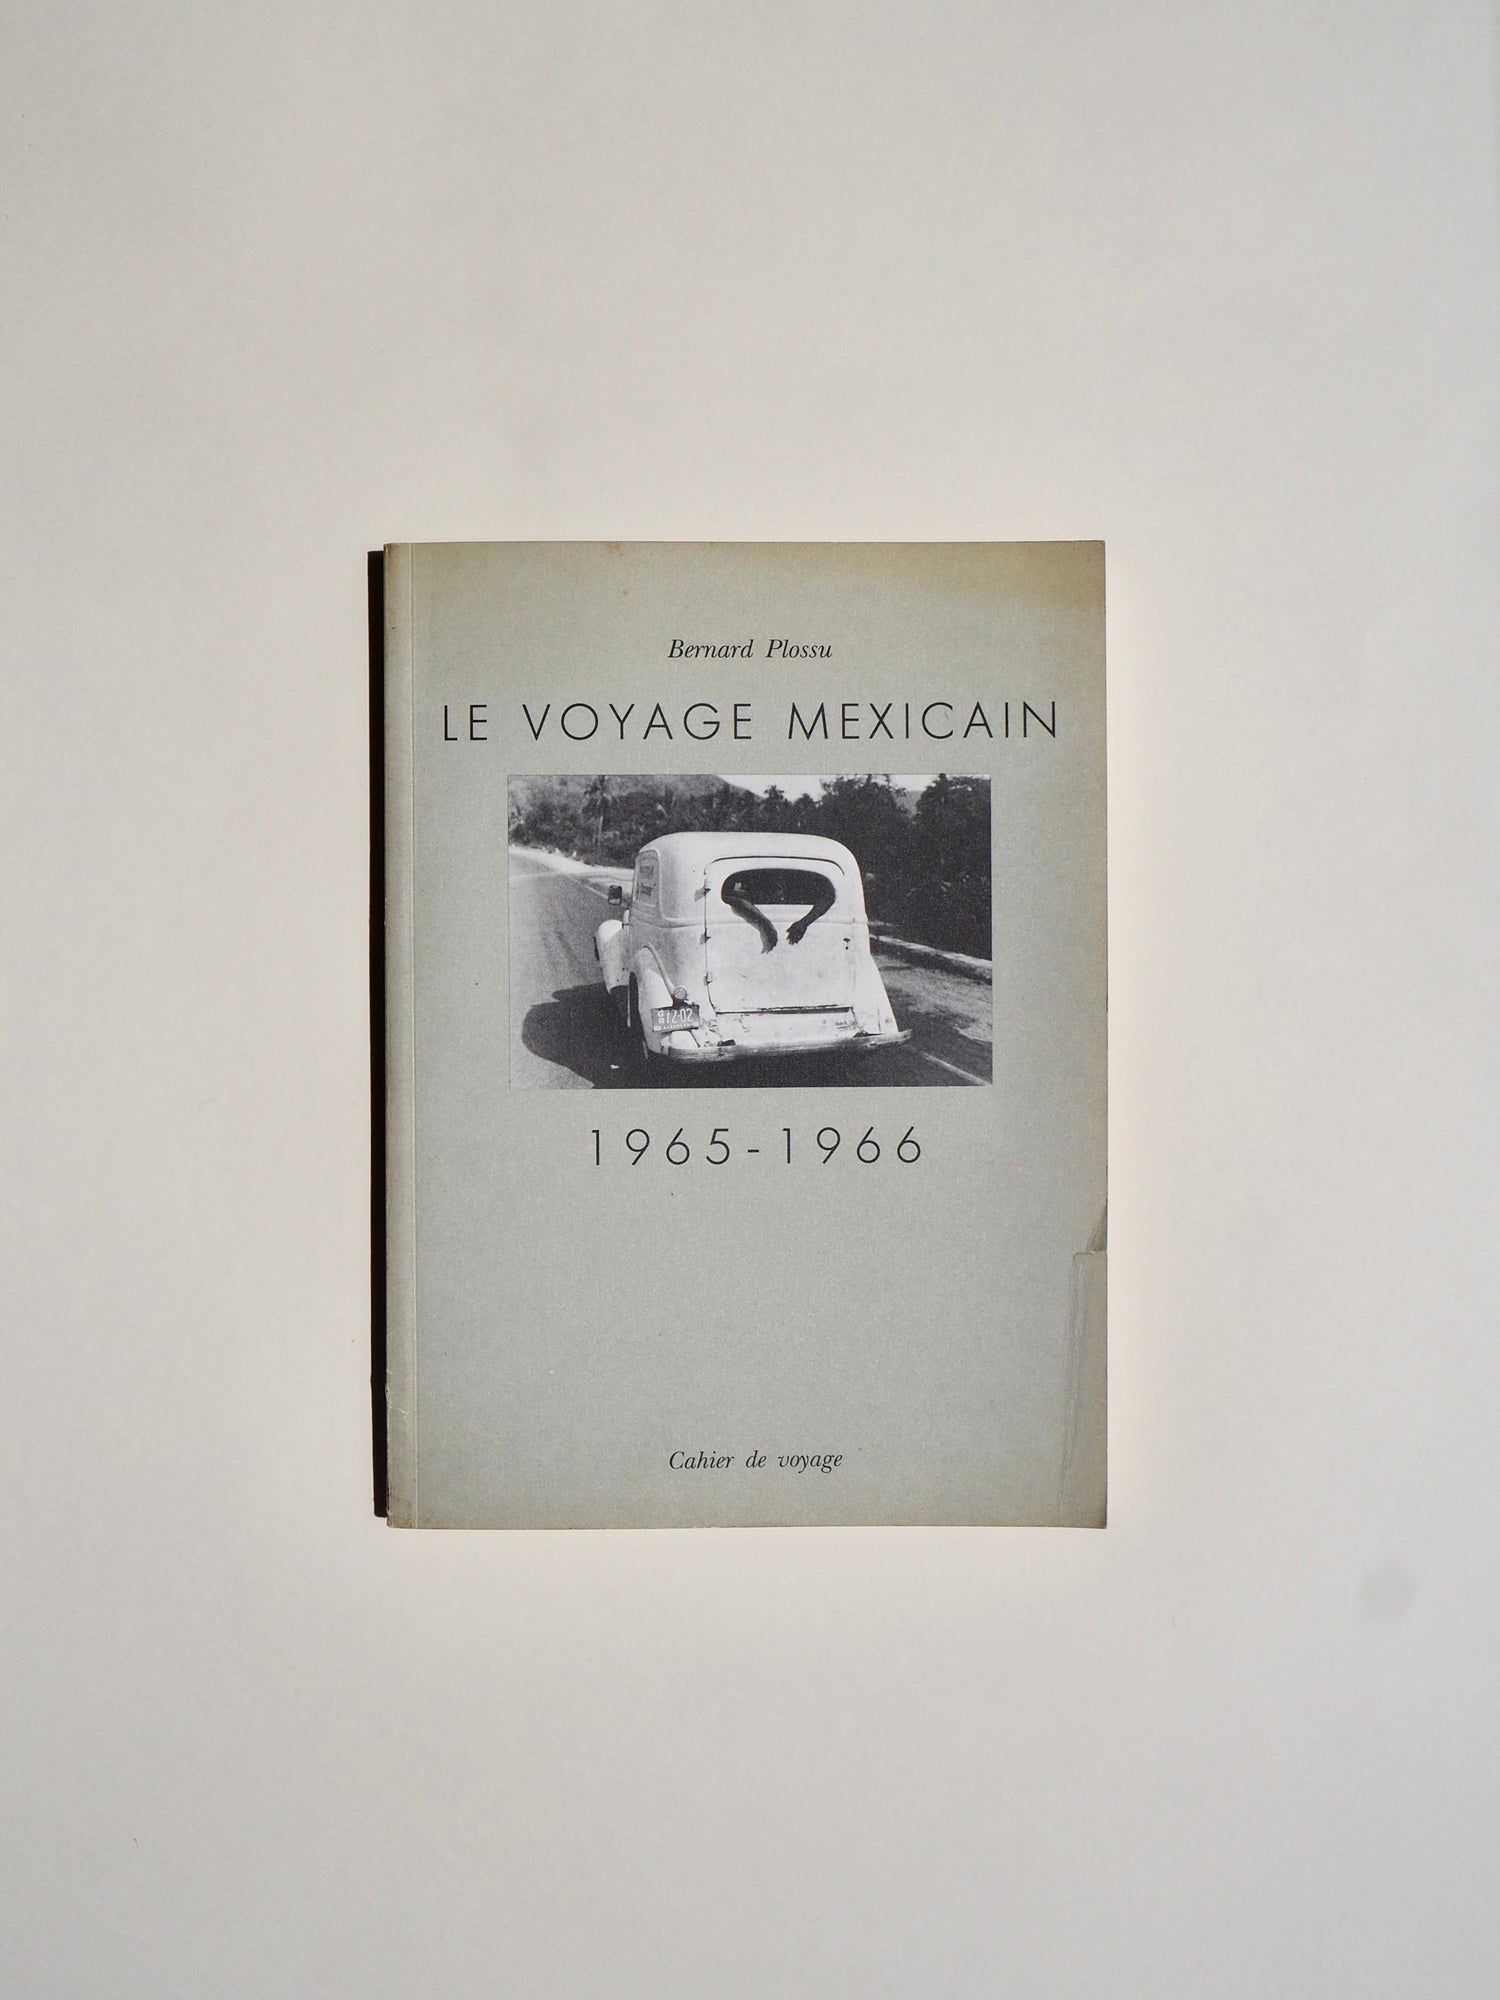 Bernard Plossu
LE VOYAGE MEXICAIN
1965-1966
Cahier de voyage